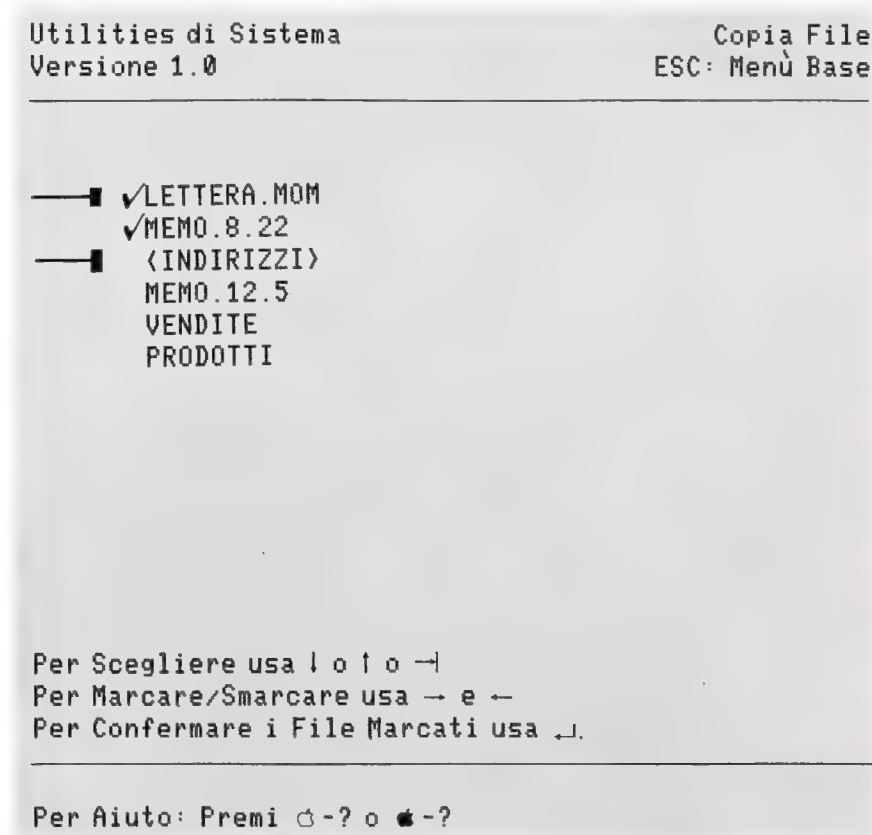 Utilities di Sistema Copia File
Versione 1.0 ESC: Menù Base
✓LETTERA.MOM
✓MEMO.8.22
<INDIRIZZI>
MEMO.12.5
VENDITE
PRODOTTI
Per Scegliere usa ↓ o ↑ o →|
Per Marcare/Smarcare usa → e ←
Per Confermare i File Marcati usa ↵.
Per Aiuto: Premi -? o -?